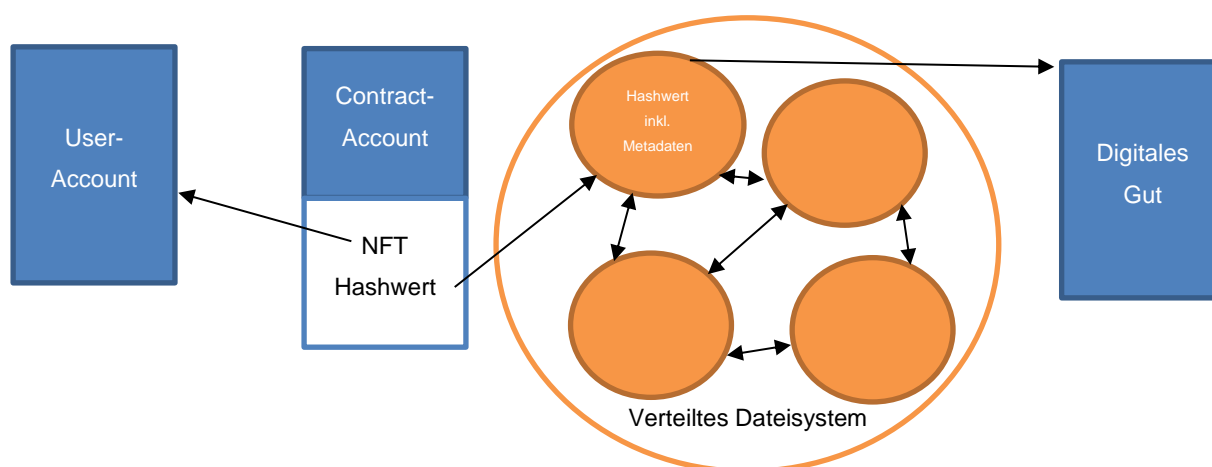 User-
Account
Contract-
Account
NFT
Hashwert
Hashwert
inkl.
Metadaten
Verteiltes Dateisystem
Digitales
Gut